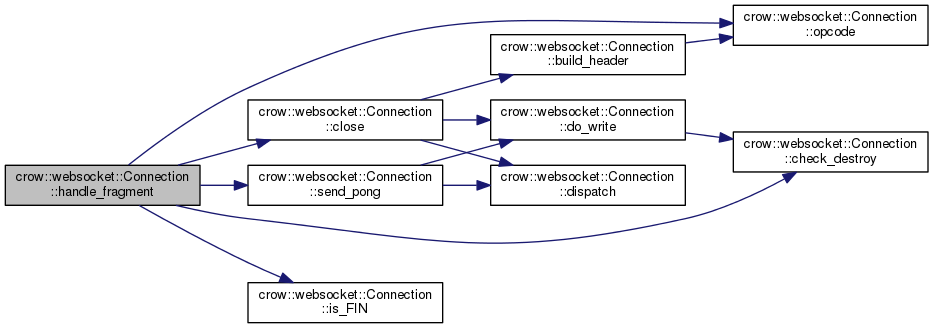 crow::websocket::Connection
::handle_fragment
crow::websocket::Connection
::close
crow::websocket::Connection
::send_pong
crow::websocket::Connection
::is_FIN
crow::websocket::Connection
::build_header
crow::websocket::Connection
::do_write
crow::websocket::Connection
::dispatch
crow::websocket::Connection
::opcode
crow::websocket::Connection
::check_destroy